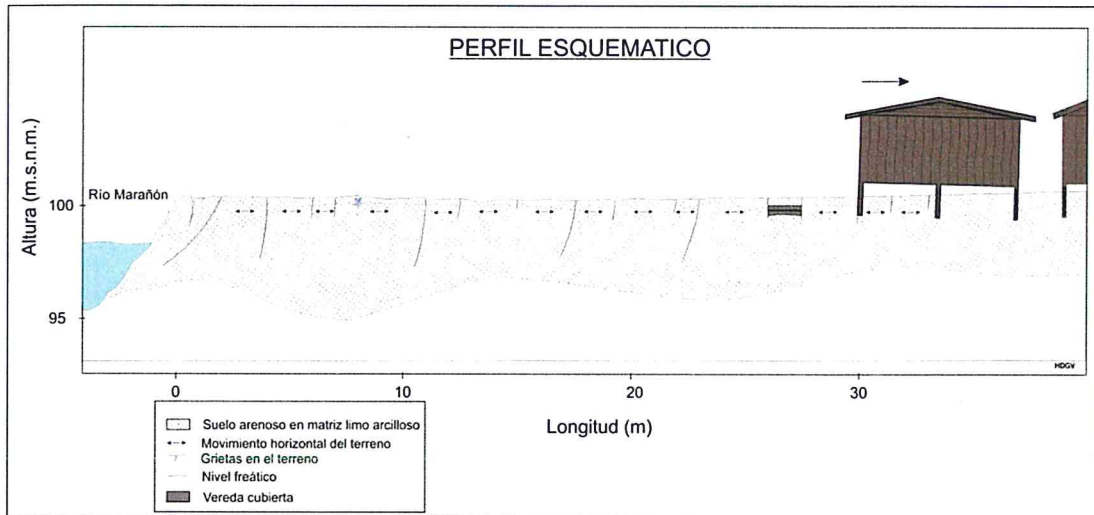 PERFIL ESQUEMATICO
Altura (m.s.n.m.)
Río Marañón
100
95
HDGV
0
10
20
30
Longitud (m)
Suelo arenoso en matriz limo arcilloso
Movimiento horizontal del terreno
Grietas en el terreno
Nivel freático
Vereda cubierta